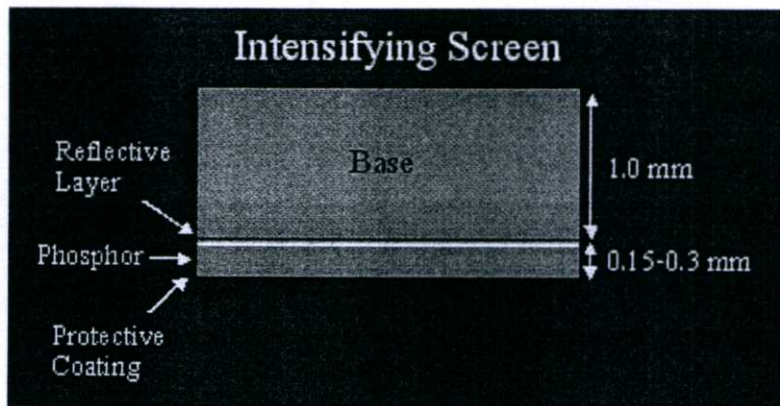 Intensifying Screen
Reflective
Layer
Base
1.0 mm
Phosphor
0.15-0.3 mm
Protective
Coating